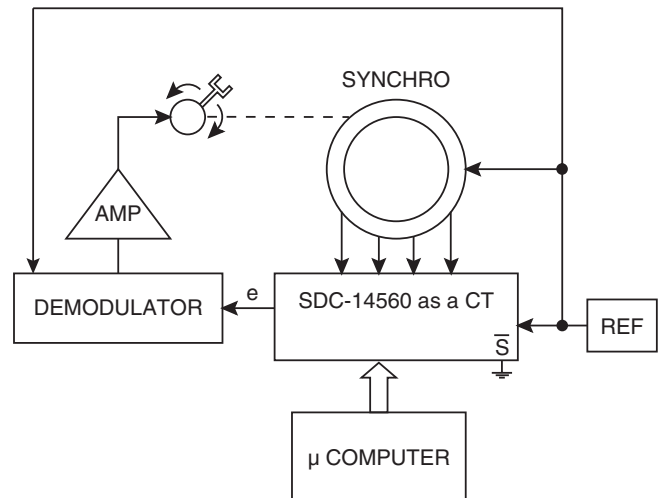 SYNCHRO
AMP
DEMODULATOR
e
SDC-14560 as a CT
S̅
REF
µ COMPUTER